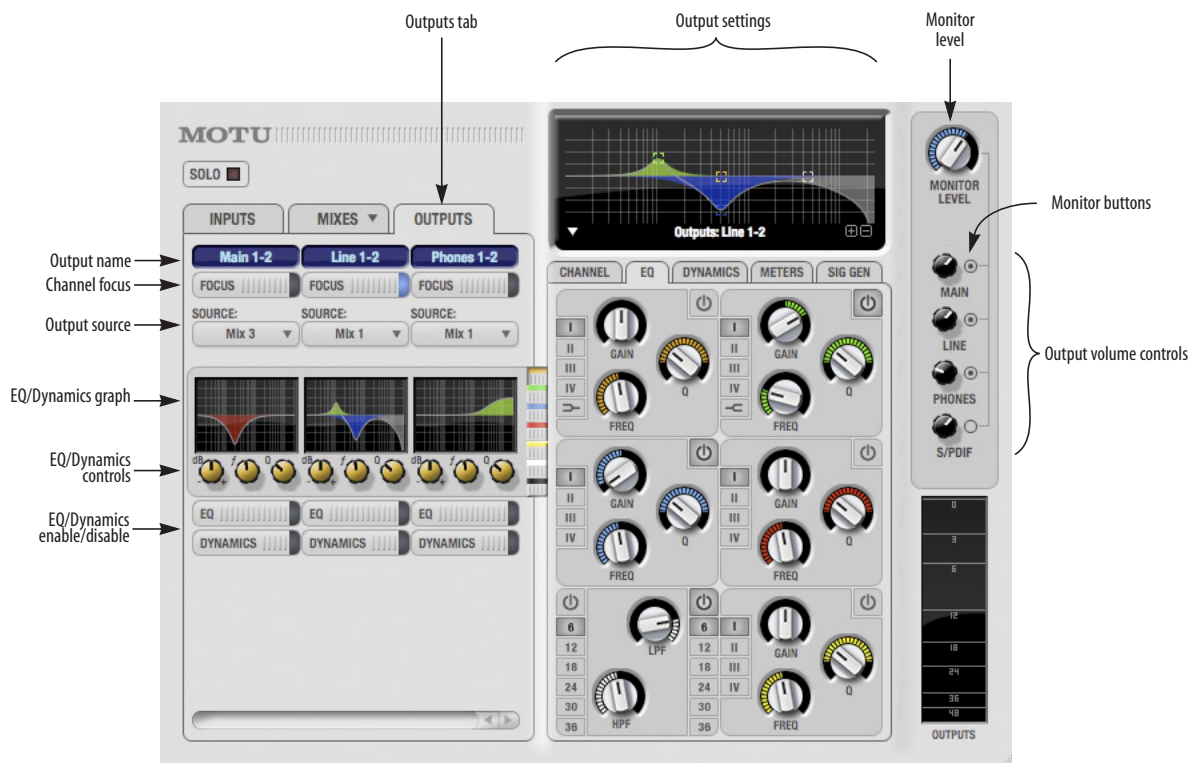 Outputs tab
Output settings
Monitor
level
MOTU
SOLO
INPUTS
MIXES
OUTPUTS
Output name
Main 1-2
Line 1-2
Phones 1-2
Channel focus
FOCUS
FOCUS
FOCUS
Output source
SOURCE:
SOURCE:
SOURCE:
Mix 3
Mix 1
Mix 1
EQ/Dynamics graph
EQ/Dynamics
controls
dB f Q
- +
dB f Q
- +
dB f Q
- +
EQ/Dynamics
enable/disable
EQ
EQ
EQ
DYNAMICS
DYNAMICS
DYNAMICS
Outputs: Line 1-2
CHANNEL
EQ
DYNAMICS
METERS
SIG GEN
I
II
III
IV
GAIN
Q
FREQ
I
II
III
IV
GAIN
Q
FREQ
I
II
III
IV
GAIN
Q
FREQ
I
II
III
IV
GAIN
Q
FREQ
6
12
18
24
30
36
LPF
HPF
6
12
18
24
30
36
I
II
III
IV
GAIN
Q
FREQ
MONITOR
LEVEL
Monitor buttons
MAIN
LINE
PHONES
S/PDIF
Output volume controls
0
3
6
12
18
24
36
48
OUTPUTS